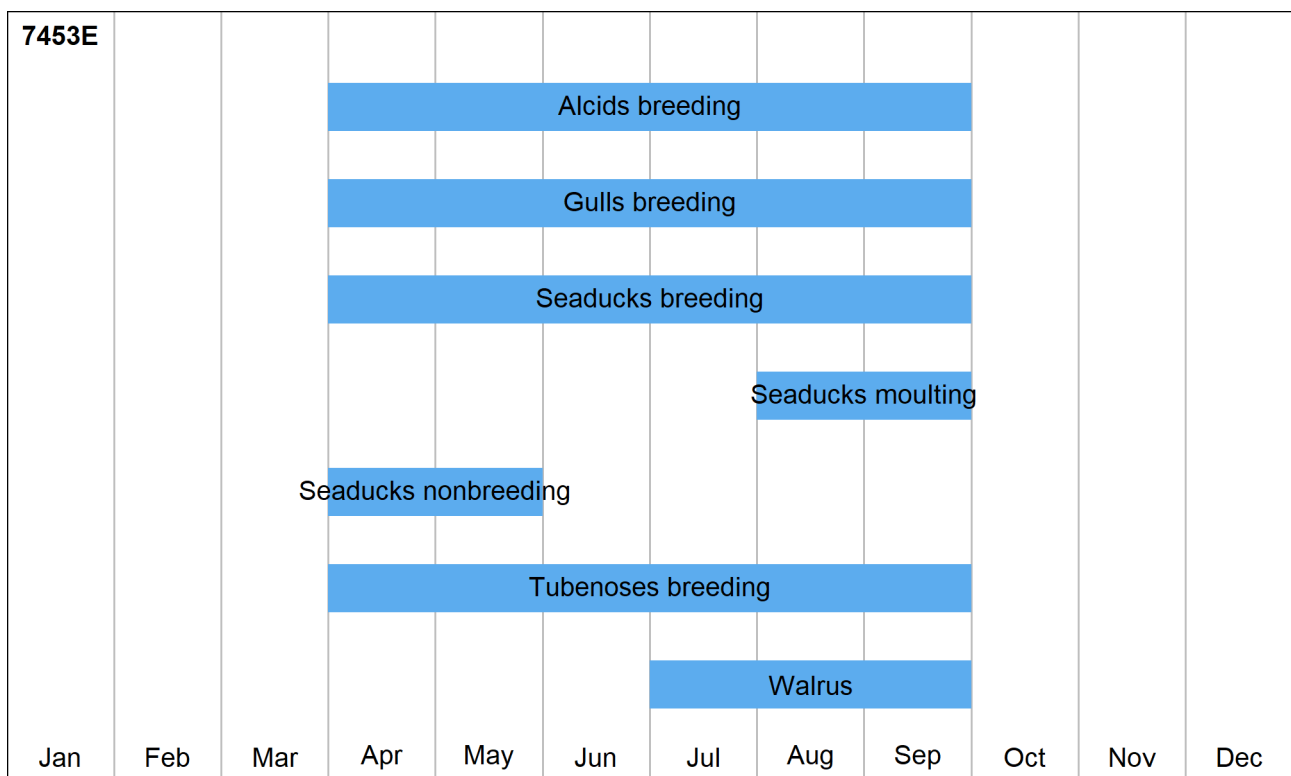 7453E
Alcids breeding
Gulls breeding
Seaducks breeding
Seaducks moulting
Seaducks nonbreeding
Tubenoses breeding
Walrus
Jan Feb Mar Apr May Jun Jul Aug Sep Oct Nov Dec